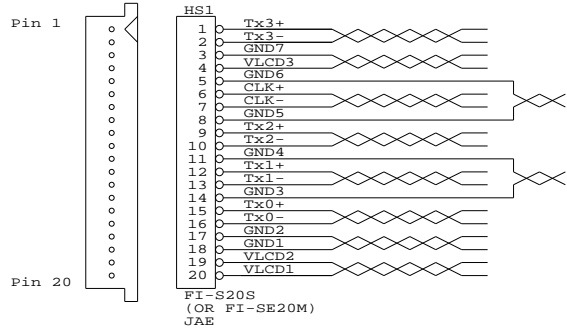 Pin 1
Pin 20
HS1
1 Tx3+
2 Tx3-
3 GND7
4 VLCD3
5 GND6
6 CLK+
7 CLK-
8 GND5
9 Tx2+
10 Tx2-
11 GND4
12 Tx1+
13 Tx1-
14 GND3
15 Tx0+
16 Tx0-
17 GND2
18 GND1
19 VLCD2
20 VLCD1
FI-S20S
(OR FI-SE20M)
JAE